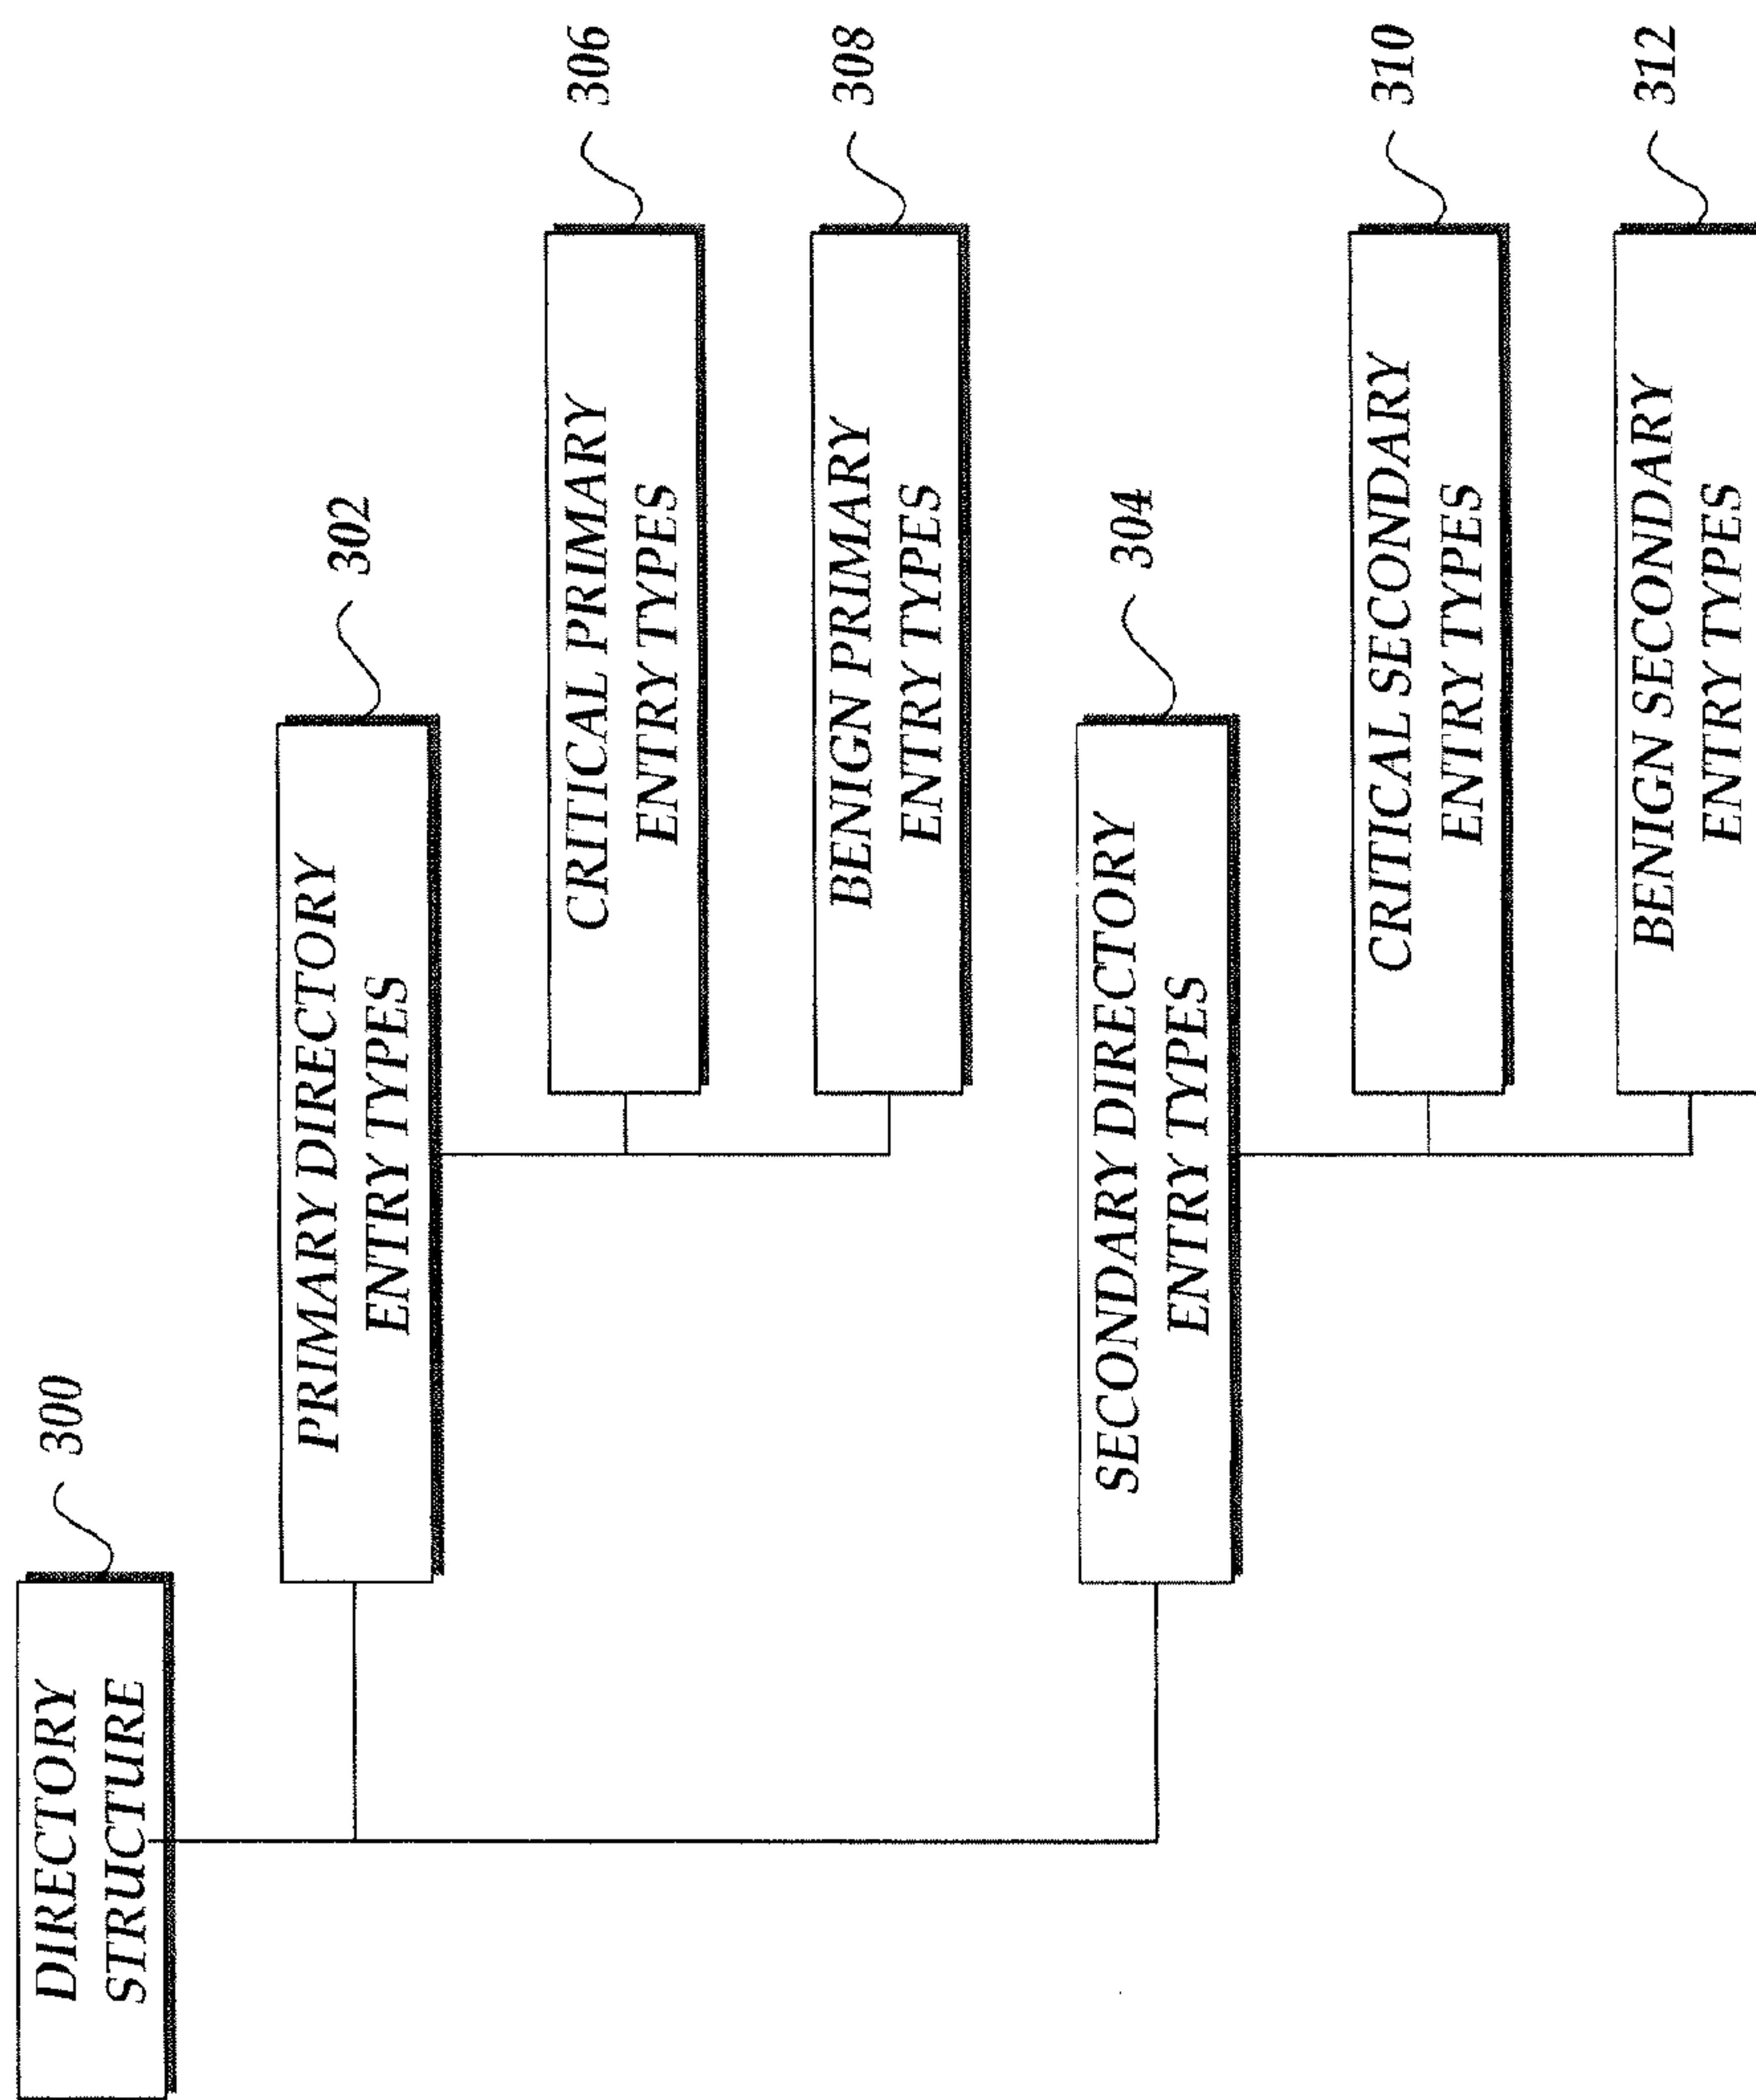 DIRECTORY
STRUCTURE
300
PRIMARY DIRECTORY
ENTRY TYPES
302
CRITICAL PRIMARY
ENTRY TYPES
306
BENIGN PRIMARY
ENTRY TYPES
308
SECONDARY DIRECTORY
ENTRY TYPES
304
CRITICAL SECONDARY
ENTRY TYPES
310
BENIGN SECONDARY
ENTRY TYPES
312